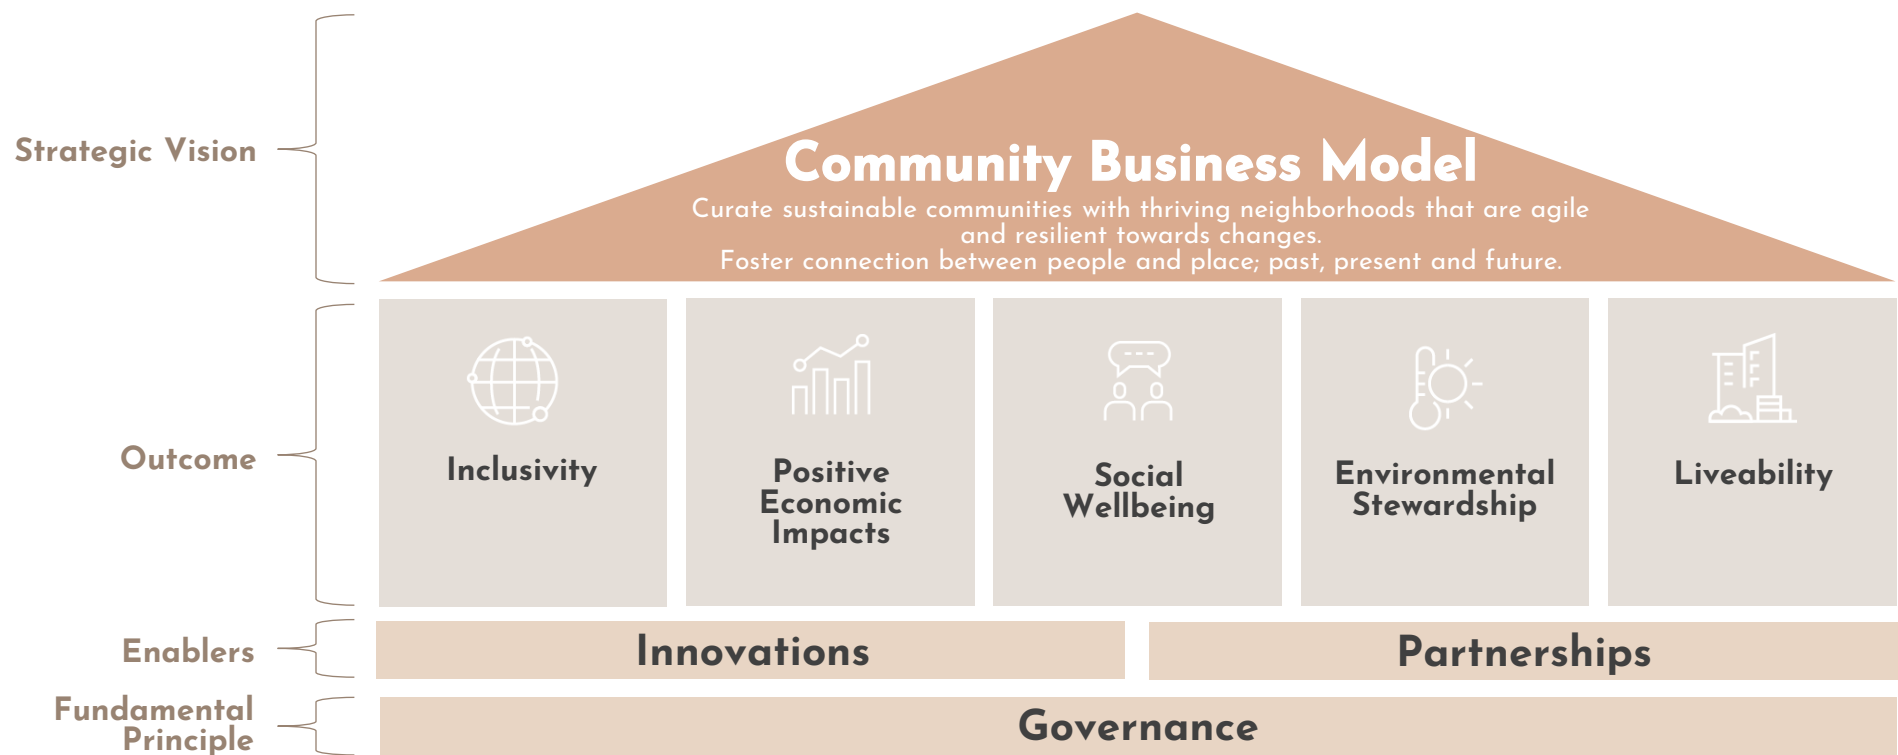 Strategic Vision
Community Business Model
Curate sustainable communities with thriving neighborhoods that are agile
and resilient towards changes.
Foster connection between people and place; past, present and future.
Outcome
Inclusivity
Positive
Economic
Impacts
Social
Wellbeing
Environmental
Stewardship
Liveability
Enablers
Innovations
Partnerships
Fundamental
Principle
Governance